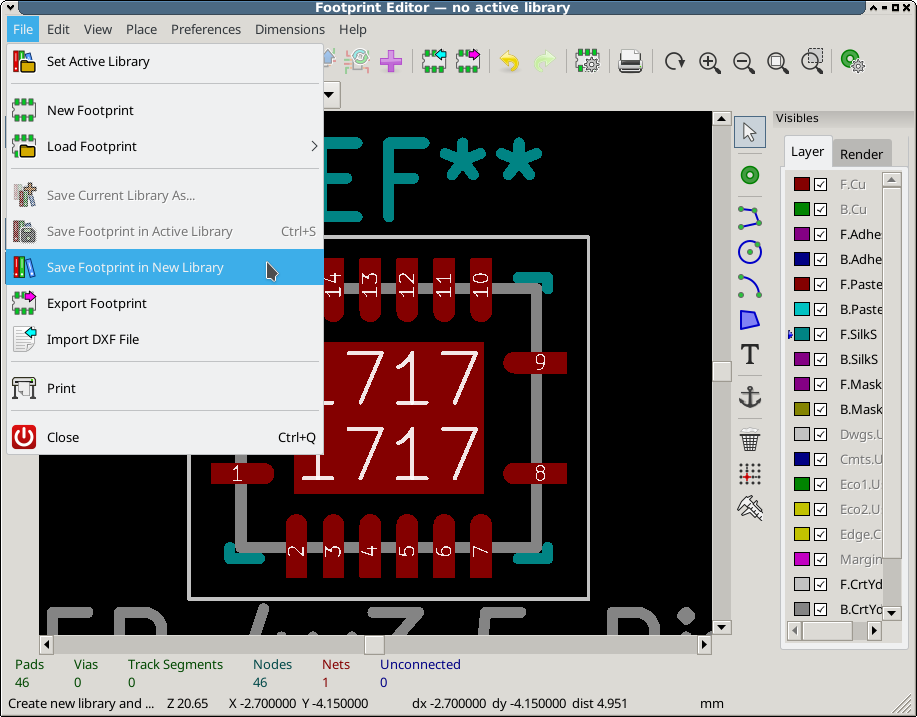 Footprint Editor — no active library
File Edit View Place Preferences Dimensions Help
Set Active Library
New Footprint
Load Footprint
Save Current Library As...
Save Footprint in Active Library Ctrl+S
Save Footprint in New Library
Export Footprint
Import DXF File
Print
Close Ctrl+Q
EF**
14 13 12 11 10
9
1717
1717
1 8
2 3 4 5 6 7
Visibles
Layer Render
F.Cu
B.Cu
F.Adhe
B.Adhe
F.Paste
B.Paste
F.SilkS
B.SilkS
F.Mask
B.Mask
Dwgs.U
Cmts.U
Eco1.U
Eco2.U
Edge.C
Margin
F.CrtYd
B.CrtYd
Pads Vias Track Segments Nodes Nets Unconnected
46 0 0 46 1 0
Create new library and ... Z 20.65 X -2.700000 Y -4.150000 dx -2.700000 dy -4.150000 dist 4.951 mm